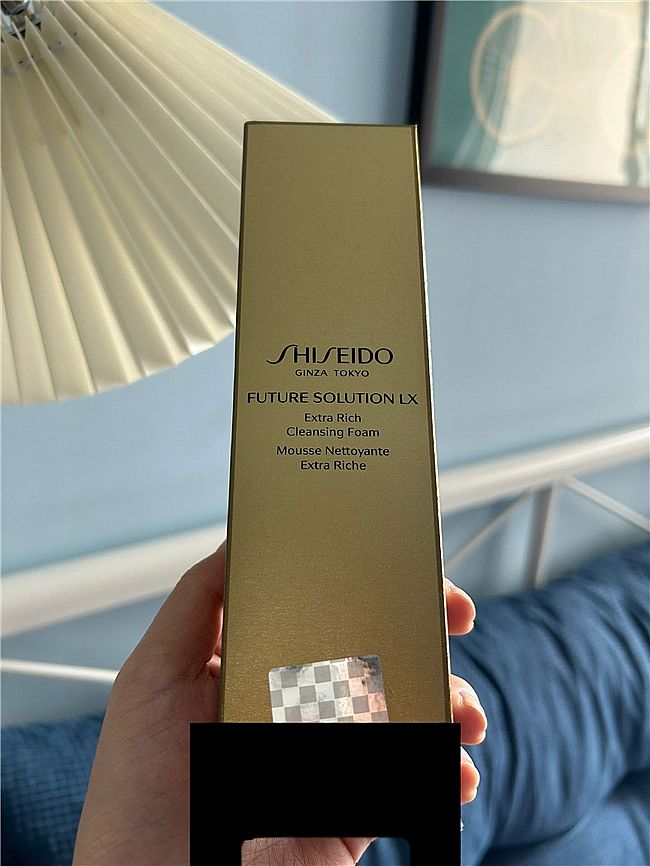 SHISEIDO
GINZA TOKYO
FUTURE SOLUTION LX
Extra Rich
Cleansing Foam
Mousse Nettoyante
Extra Riche